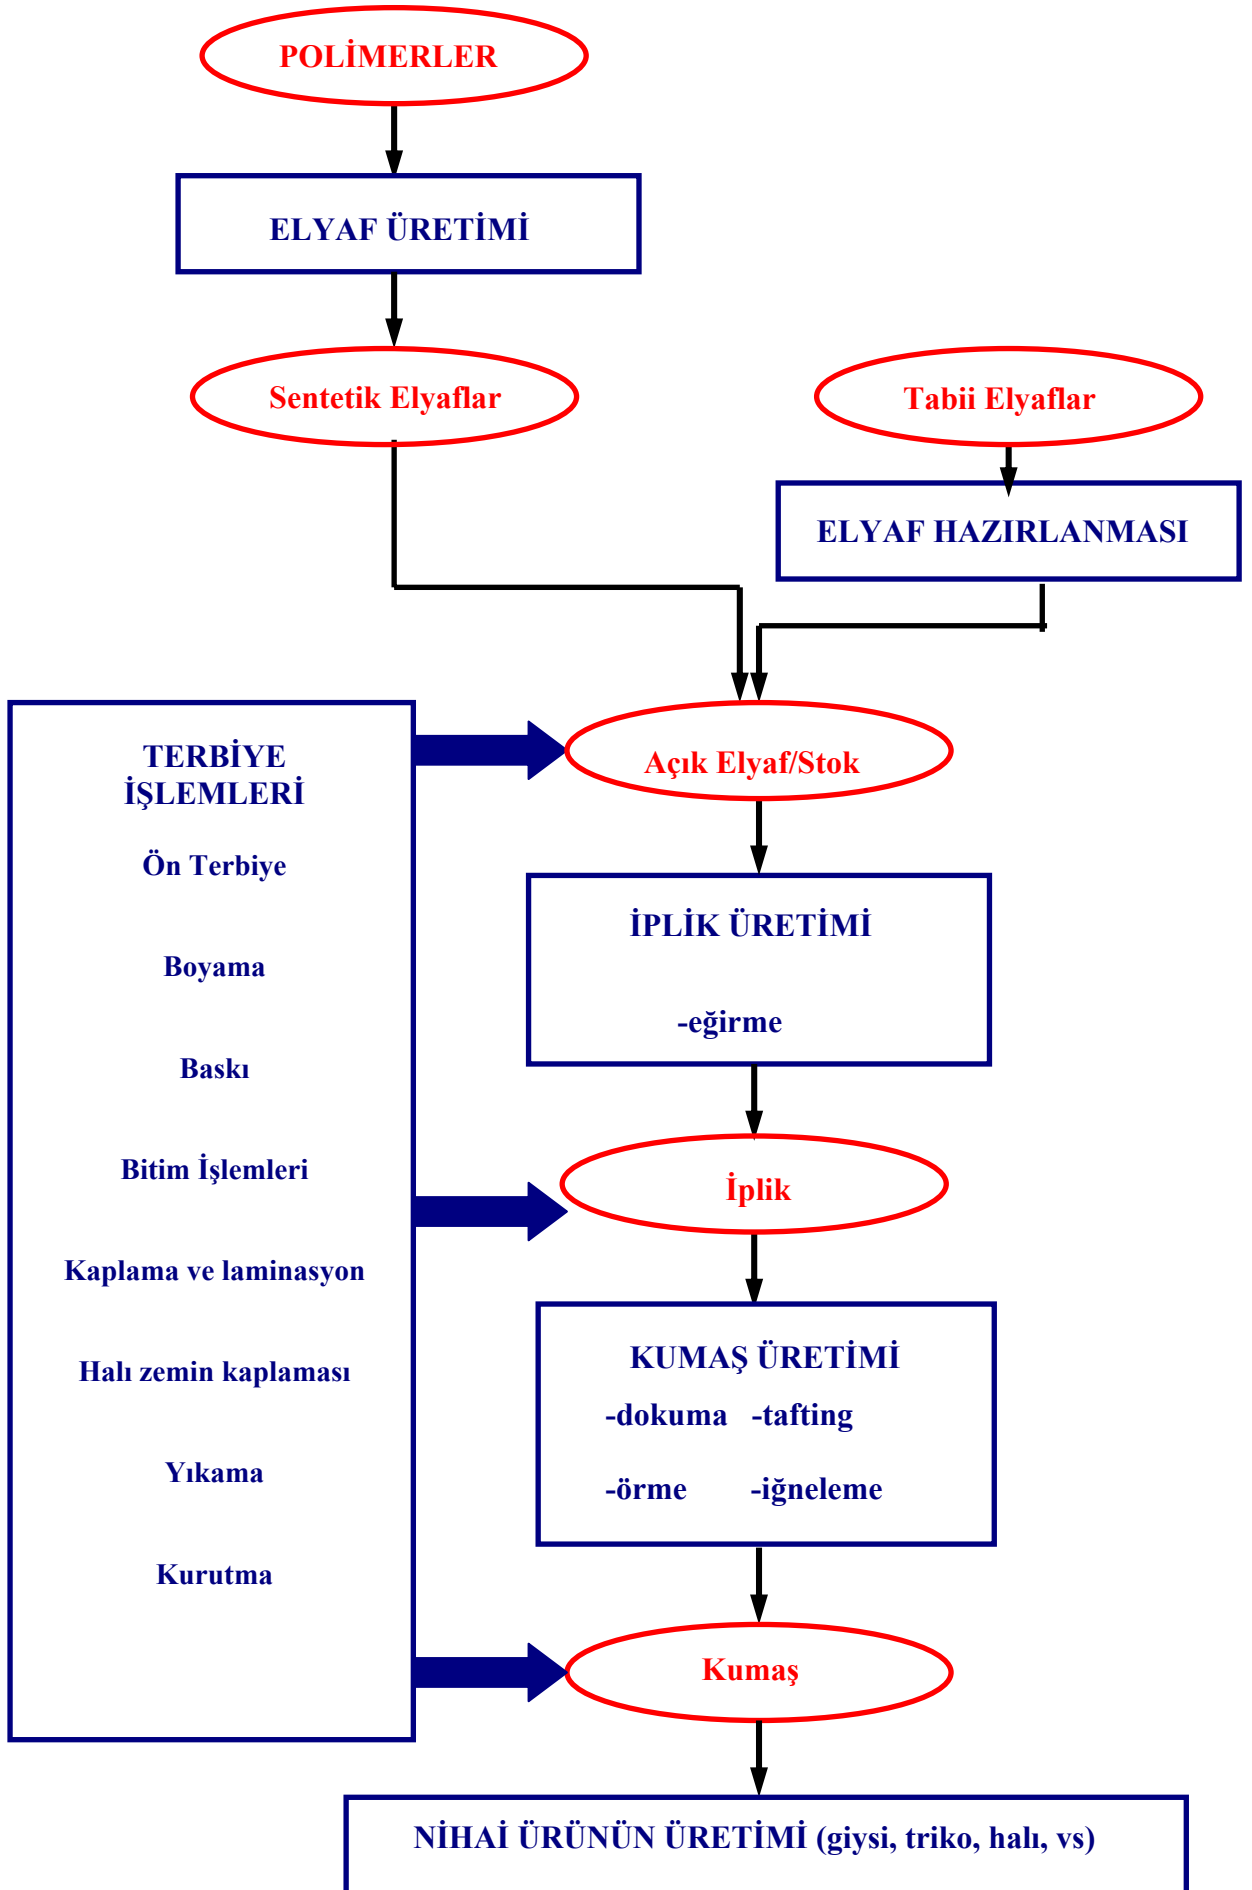 POLİMERLER
ELYAF ÜRETİMİ
Sentetik Elyaflar
Tabii Elyaflar
ELYAF HAZIRLANMASI
TERBİYE
İŞLEMLERİ
Ön Terbiye
Boyama
Baskı
Bitim İşlemleri
Kaplama ve laminasyon
Halı zemin kaplaması
Yıkama
Kurutma
Açık Elyaf/Stok
İPLİK ÜRETİMİ
-eğirme
İplik
KUMAŞ ÜRETİMİ
-dokuma -tafting
-örme -iğneleme
Kumaş
NİHAİ ÜRÜNÜN ÜRETİMİ (giysi, triko, halı, vs)